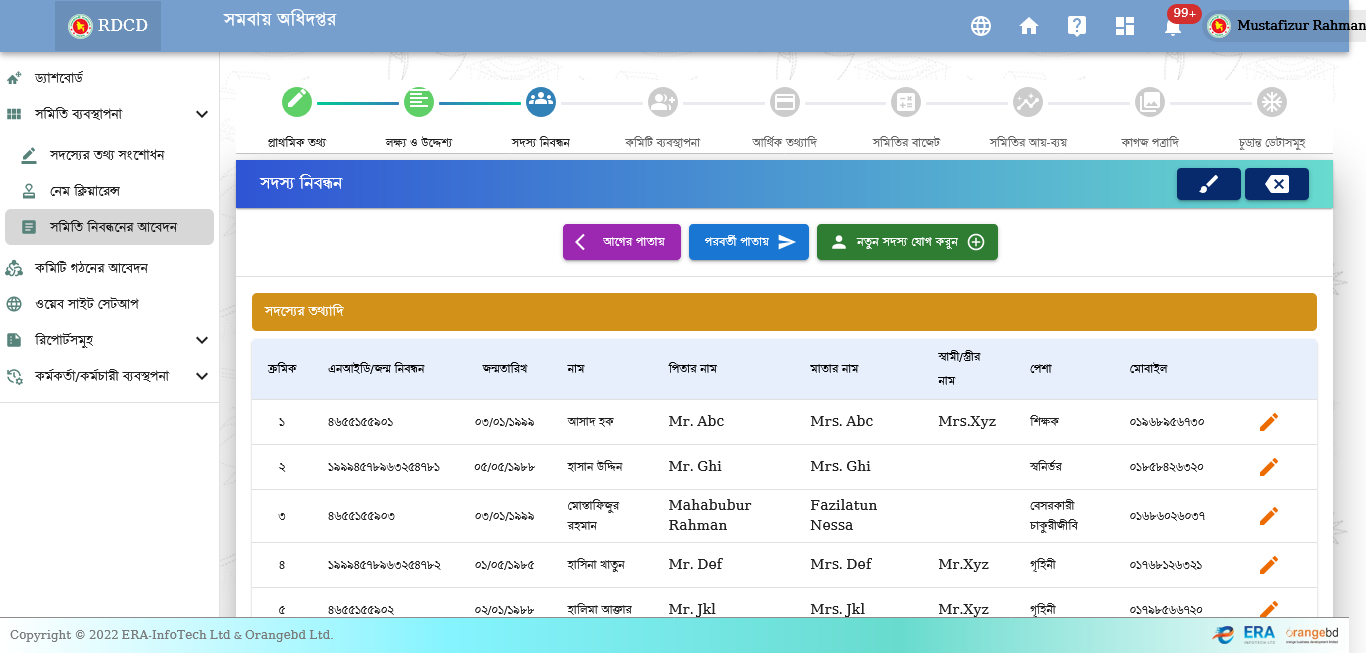 RDCD
সমবায় অধিদপ্তর
99+
Mustafizur Rahman
ড্যাশবোর্ড
সমিতি ব্যবস্থাপনা
সদস্যের তথ্য সংশোধন
নেম ক্লিয়ারেন্স
সমিতি নিবন্ধনের আবেদন
কমিটি গঠনের আবেদন
ওয়েব সাইট সেটআপ
রিপোর্টসমূহ
কর্মকর্তা/কর্মচারী ব্যবস্থপনা
প্রাথমিক তথ্য
লক্ষ্য ও উদ্দেশ্য
সদস্য নিবন্ধন
কমিটি ব্যবস্থাপনা
আর্থিক তথ্যাদি
সমিতির বাজেট
সমিতির আয়-ব্যয়
কাগজ পত্রাদি
চূড়ান্ত ডেটাসমূহ
সদস্য নিবন্ধন
আগের পাতায়
পরবর্তী পাতায়
নতুন সদস্য যোগ করুন
সদস্যের তথ্যাদি
ক্রমিক এনআইডি/জন্ম নিবন্ধন জন্মতারিখ নাম পিতার নাম মাতার নাম স্বামী/স্ত্রীর নাম পেশা মোবাইল
১ ৪৬৫৫১৫৫৯০১ ০৩/০১/১৯৯৯ আসাদ হক Mr. Abc Mrs. Abc Mrs.Xyz শিক্ষক ০১৯৬৮৯৫৬৭৩০
২ ১৯৯৯৪৫৭৮৯৬৩২৫৪৭৮১ ০৫/০৫/১৯৮৮ হাসান উদ্দিন Mr. Ghi Mrs. Ghi স্বনির্ভর ০১৮৫৮৪২৬৩২০
৩ ৪৬৫৫১৫৫৯০৩ ০৩/০১/১৯৯৯ মোস্তাফিজুর রহমান Mahabubur Rahman Fazilatun Nessa বেসরকারী চাকুরীজীবি ০১৬৮৬০২৬০৩৭
৪ ১৯৯৯৪৫৭৮৯৬৩২৫৪৭৮২ ০১/০৫/১৯৮৫ হাসিনা খাতুন Mr. Def Mrs. Def Mr.Xyz গৃহিনী ০১৭৬৮১২৬৩২১
৫ ৪৬৫৫১৫৫৯০২ ০২/০১/১৯৮৮ হালিমা আক্তার Mr. Jkl Mrs. Jkl Mr.Xyz গৃহিনী ০১৭৯৮৫৬৬৭২০
Copyright © 2022 ERA-InfoTech Ltd & Orangebd Ltd.
ERA
orangebd